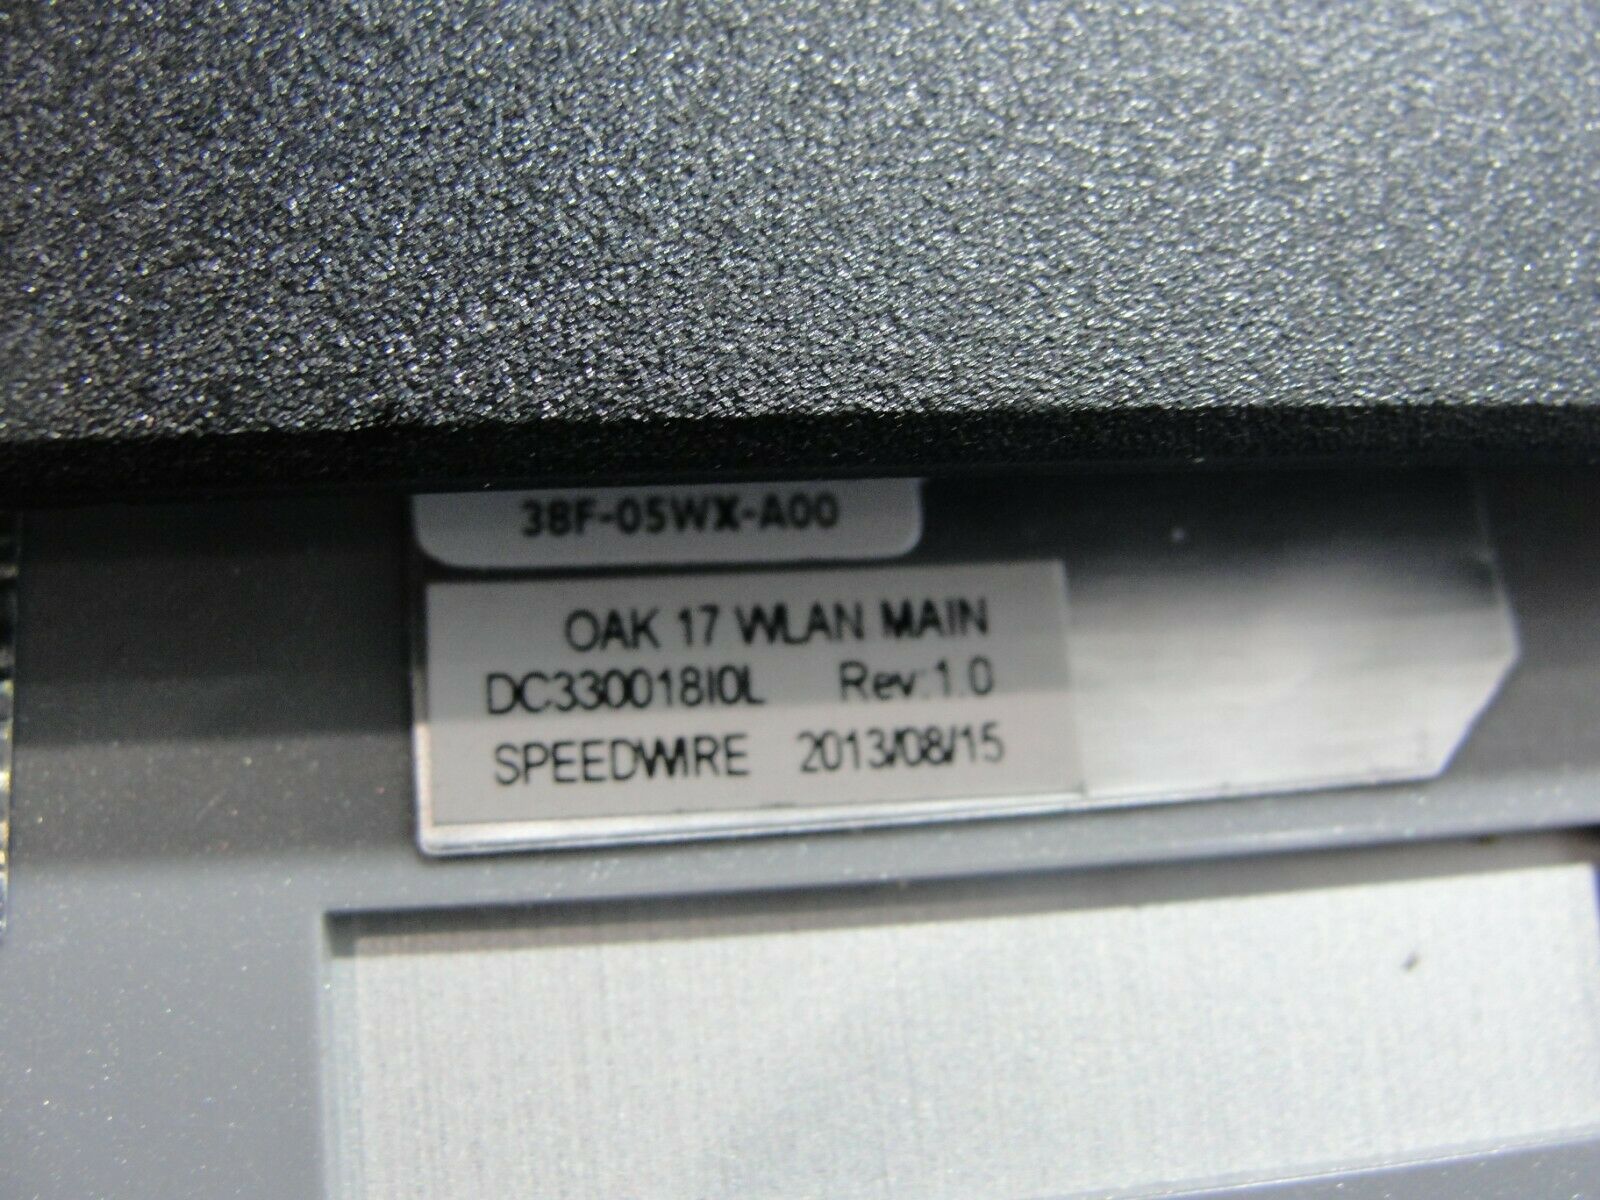 38F-05WX-A00
OAK 17 WLAN MAIN
DC330018I0L Rev:1.0
SPEEDWIRE 2013/08/15